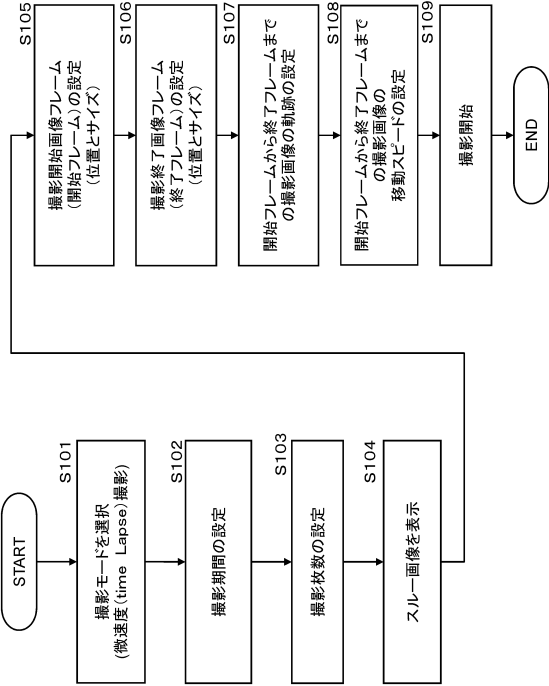 START
S101
撮影モードを選択
(微速度(time Lapse)撮影)
S102
撮影期間の設定
S103
撮影枚数の設定
S104
スルー画像を表示
S105
撮影開始画像フレーム
(開始フレーム)の設定
(位置とサイズ)
S106
撮影終了画像フレーム
(終了フレーム)の設定
(位置とサイズ)
S107
開始フレームから終了フレームまで
の撮影画像の軌跡の設定
S108
開始フレームから終了フレームまで
の撮影画像の
移動スピードの設定
S109
撮影開始
END